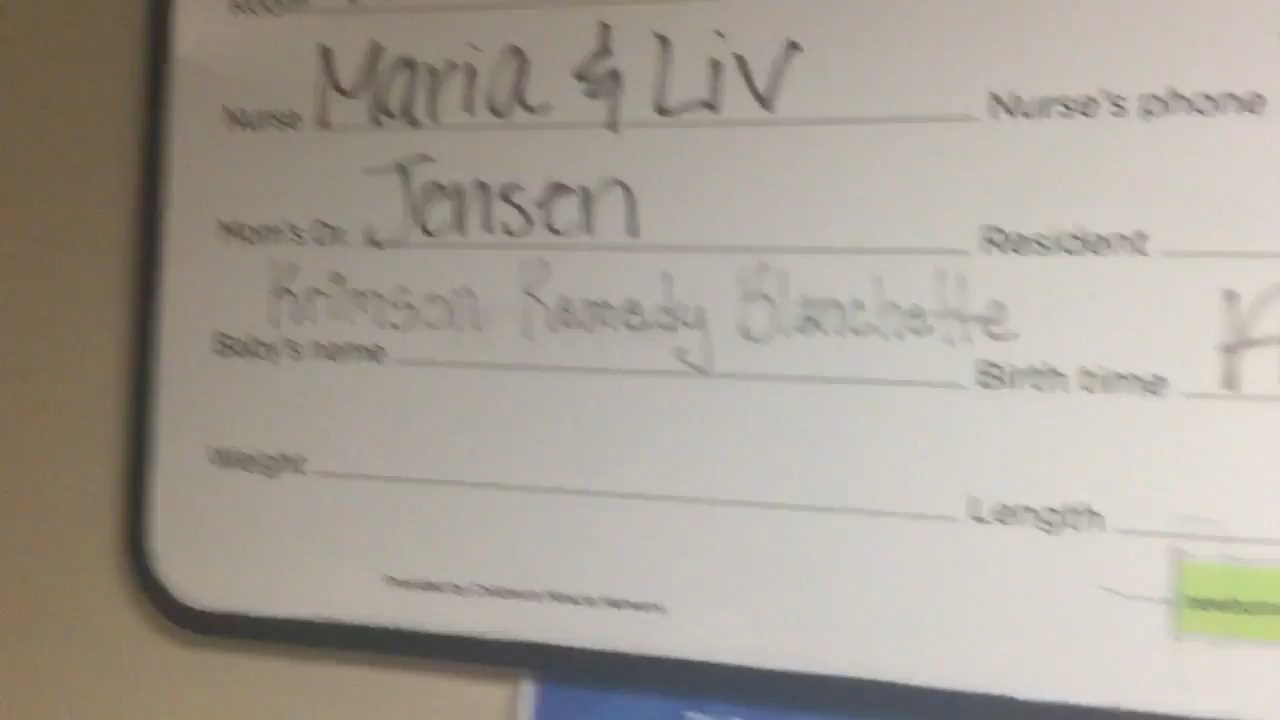 Nurse Maria & Liv Nurse's phone
Mom's Dr. Jensen Resident
Krimson Remedy Blanchette
Baby's name Birth time
Weight Length